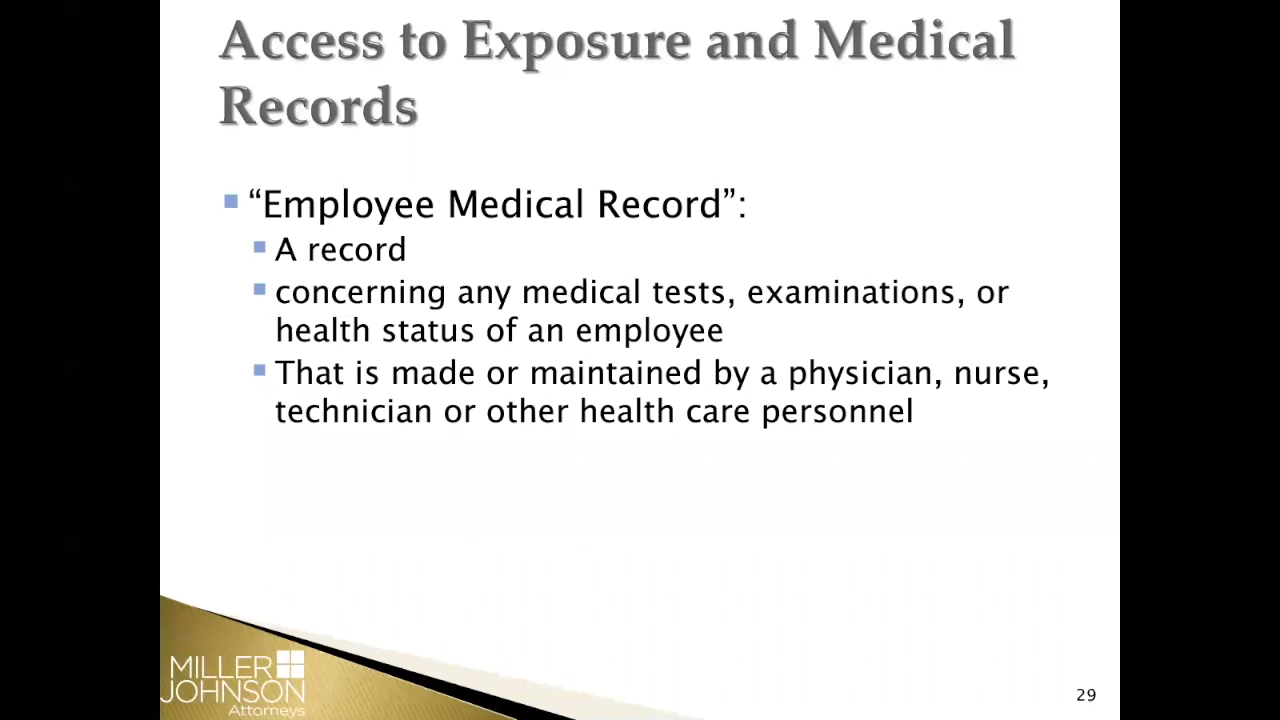 Access to Exposure and Medical
Records
“Employee Medical Record”:
A record
concerning any medical tests, examinations, or
health status of an employee
That is made or maintained by a physician, nurse,
technician or other health care personnel
MILLER
JOHNSON
Attorneys
29